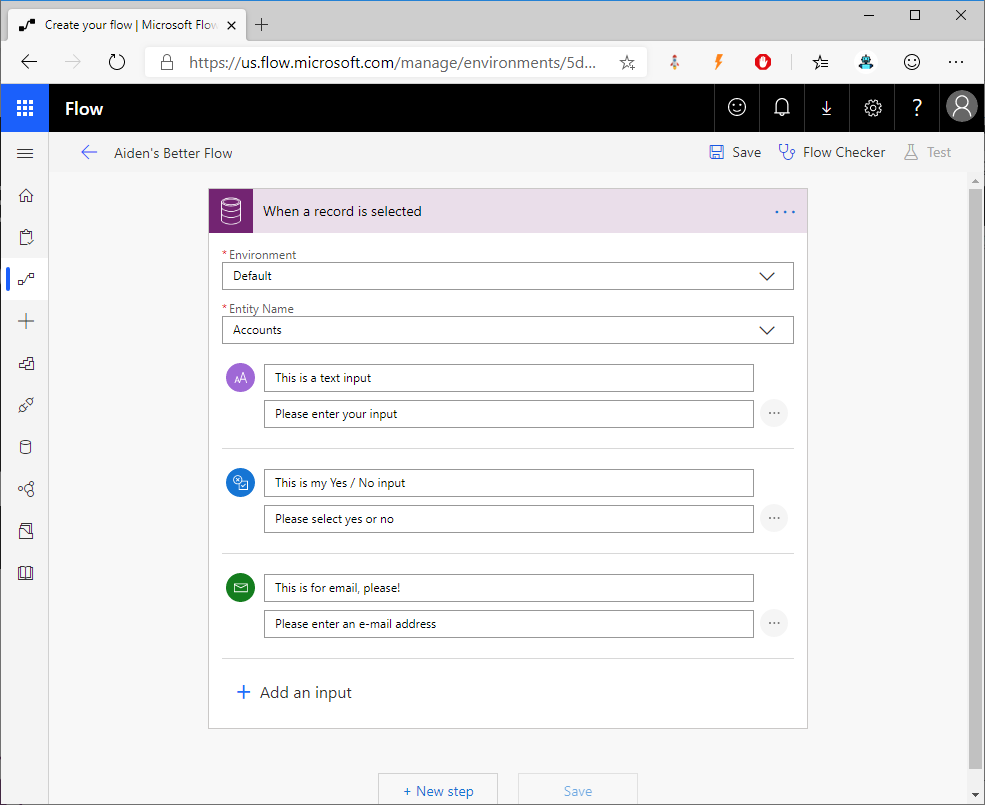 Create your flow | Microsoft Flow
https://us.flow.microsoft.com/manage/environments/5d...
Flow
?
Aiden's Better Flow
Save
Flow Checker
Test
When a record is selected
* Environment
Default
* Entity Name
Accounts
AA
This is a text input
Please enter your input
This is my Yes / No input
Please select yes or no
This is for email, please!
Please enter an e-mail address
+ Add an input
+ New step
Save